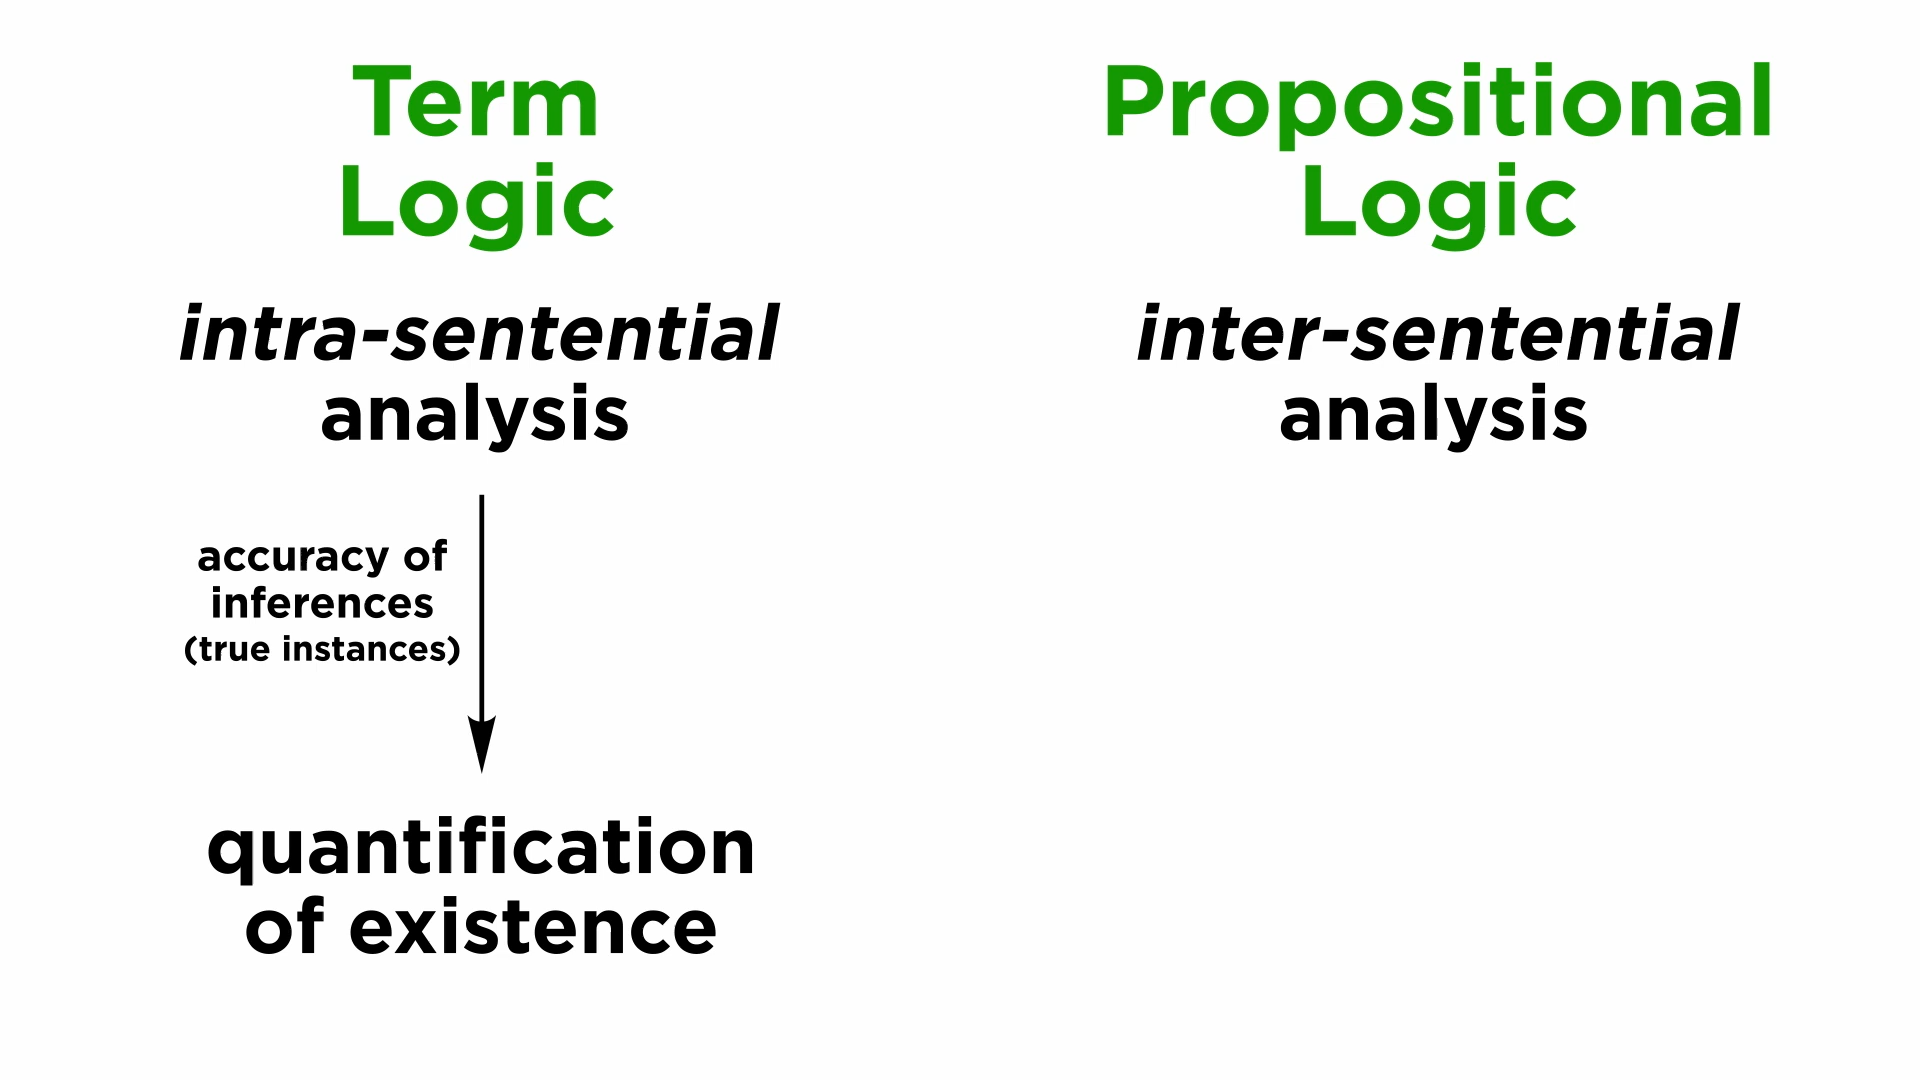 Term
Logic
intra-sentential
analysis
accuracy of
inferences
(true instances)
quantification
of existence
Propositional
Logic
inter-sentential
analysis